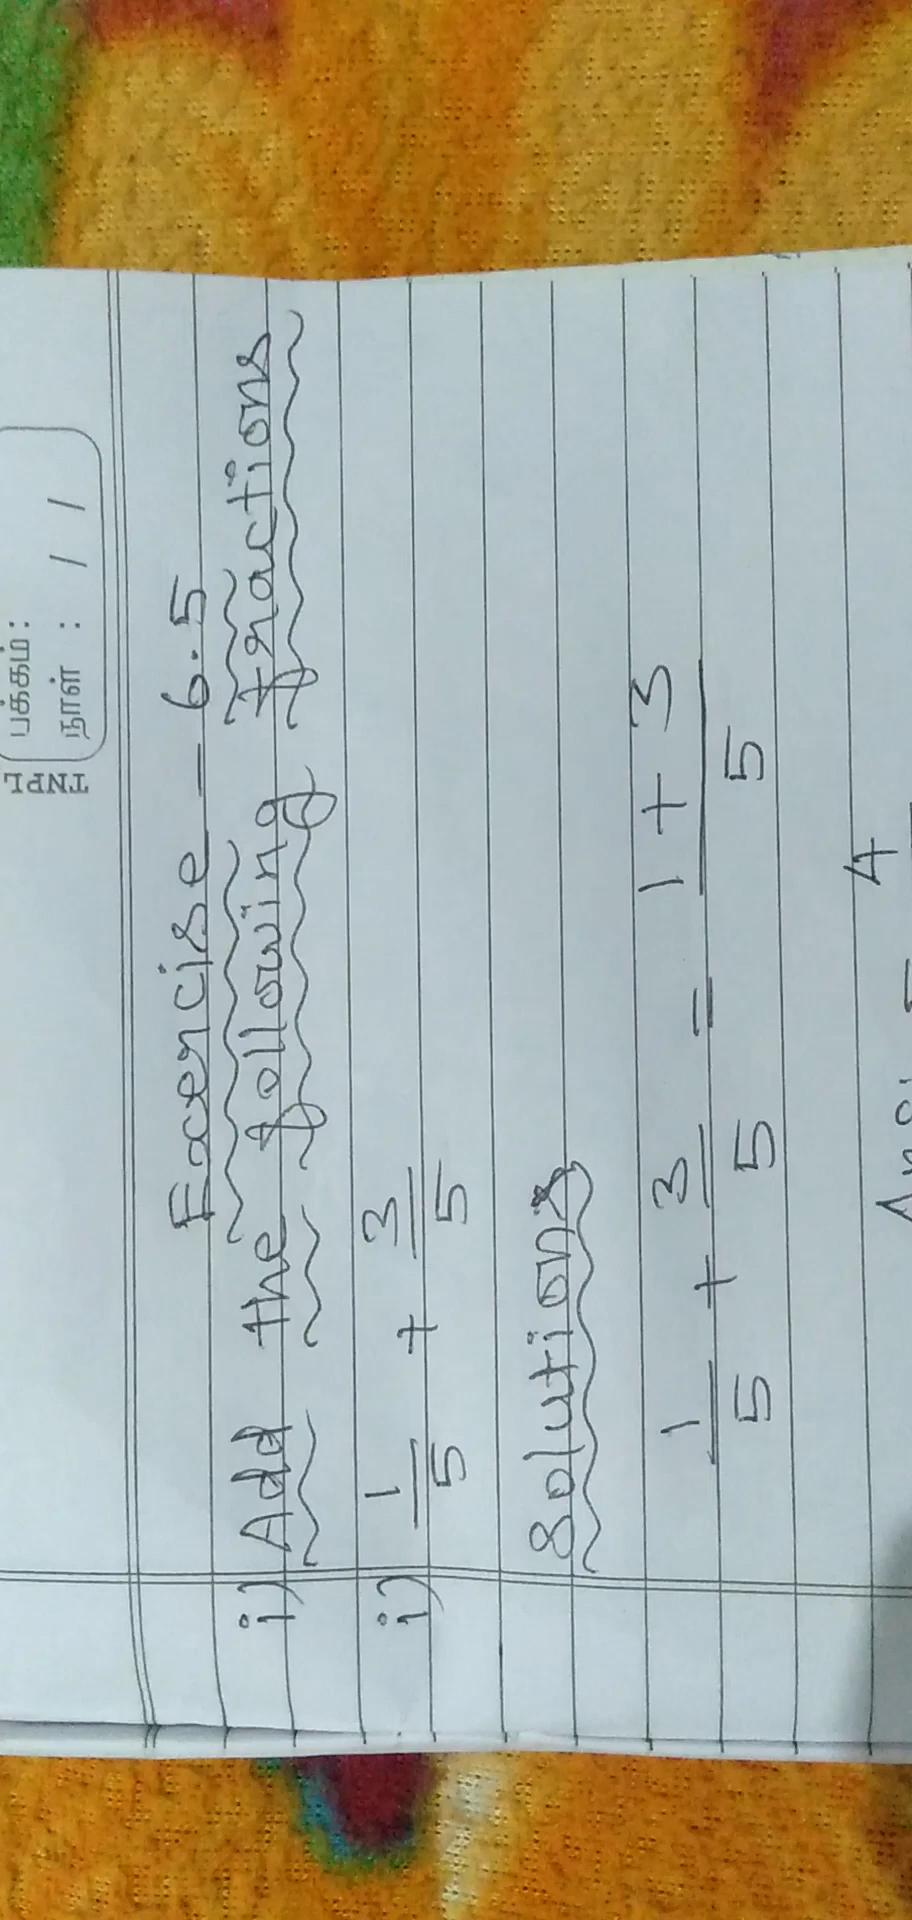 TNPL
பக்கம் :
நாள் : / /
Excercise - 6.5
i) Add the following fractions
i) 1/5 + 3/5
Solutions
1/5 + 3/5 = 1 + 3/5
4